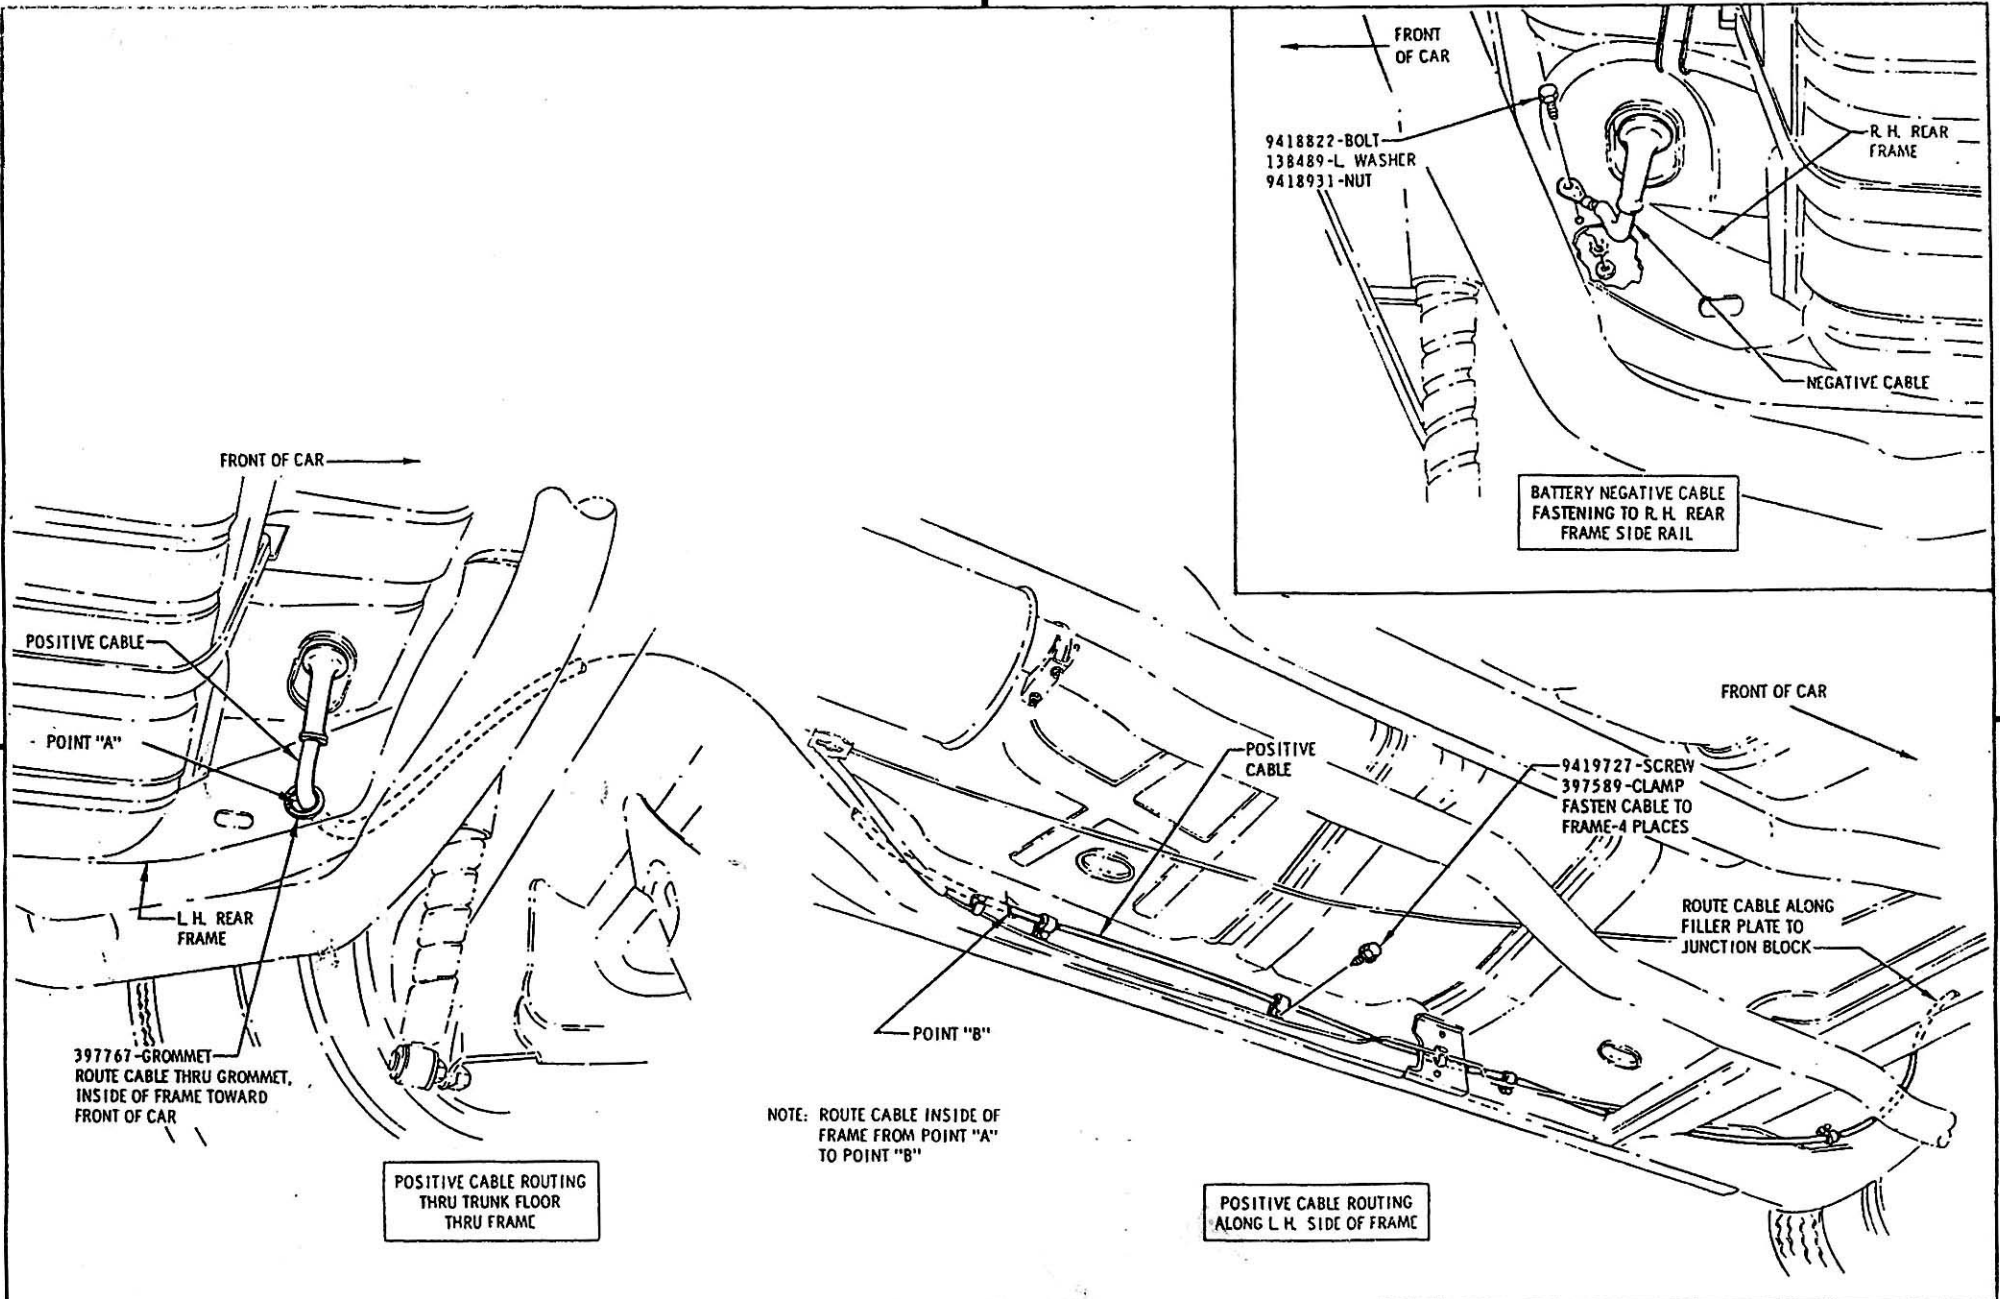 FRONT
OF CAR
9418822-BOLT
138489-L WASHER
9418931-NUT
R. H. REAR
FRAME
NEGATIVE CABLE
BATTERY NEGATIVE CABLE
FASTENING TO R. H. REAR
FRAME SIDE RAIL
FRONT OF CAR
POSITIVE CABLE
POINT "A"
L H. REAR
FRAME
397767-GROMMET
ROUTE CABLE THRU GROMMET,
INSIDE OF FRAME TOWARD
FRONT OF CAR
POSITIVE CABLE ROUTING
THRU TRUNK FLOOR
THRU FRAME
FRONT OF CAR
POSITIVE
CABLE
9419727-SCREW
397589-CLAMP
FASTEN CABLE TO
FRAME-4 PLACES
ROUTE CABLE ALONG
FILLER PLATE TO
JUNCTION BLOCK
POINT "B"
NOTE: ROUTE CABLE INSIDE OF
FRAME FROM POINT "A"
TO POINT "B"
POSITIVE CABLE ROUTING
ALONG L H. SIDE OF FRAME